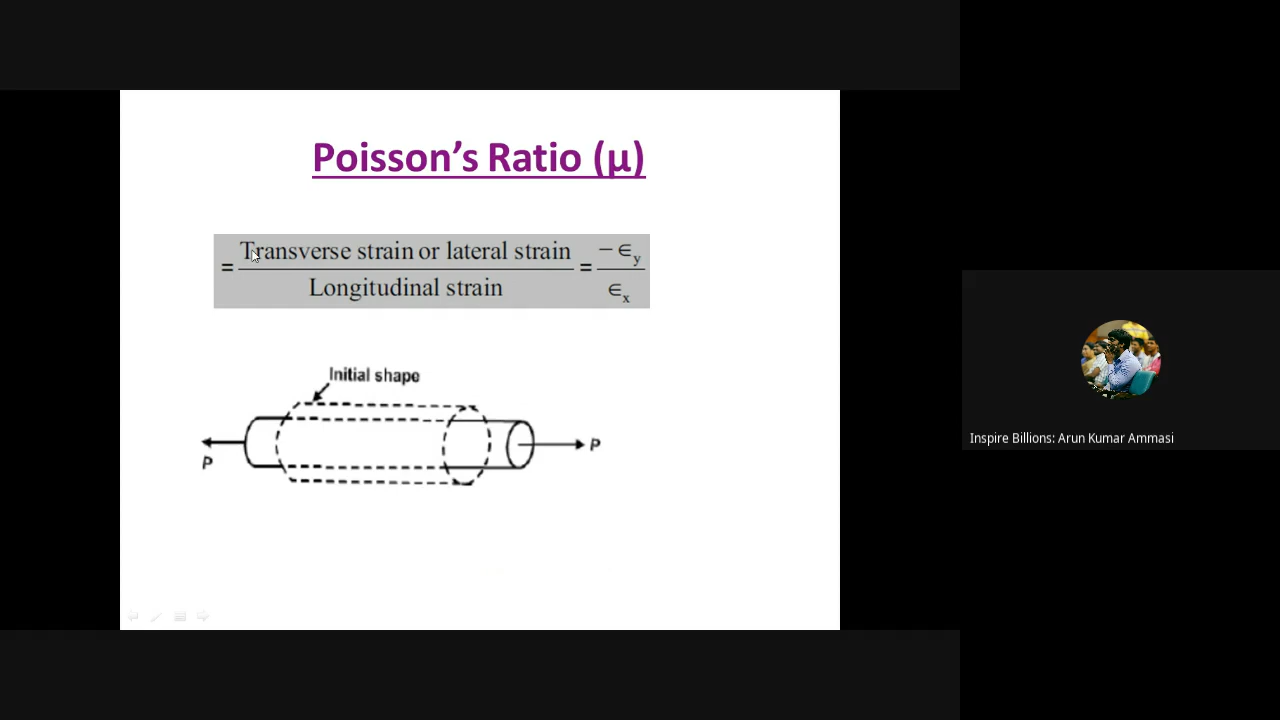 Poisson’s Ratio (μ)
= Transverse strain or lateral strain / Longitudinal strain = −∈y / ∈x
Initial shape
P
P
Inspire Billions: Arun Kumar Ammasi